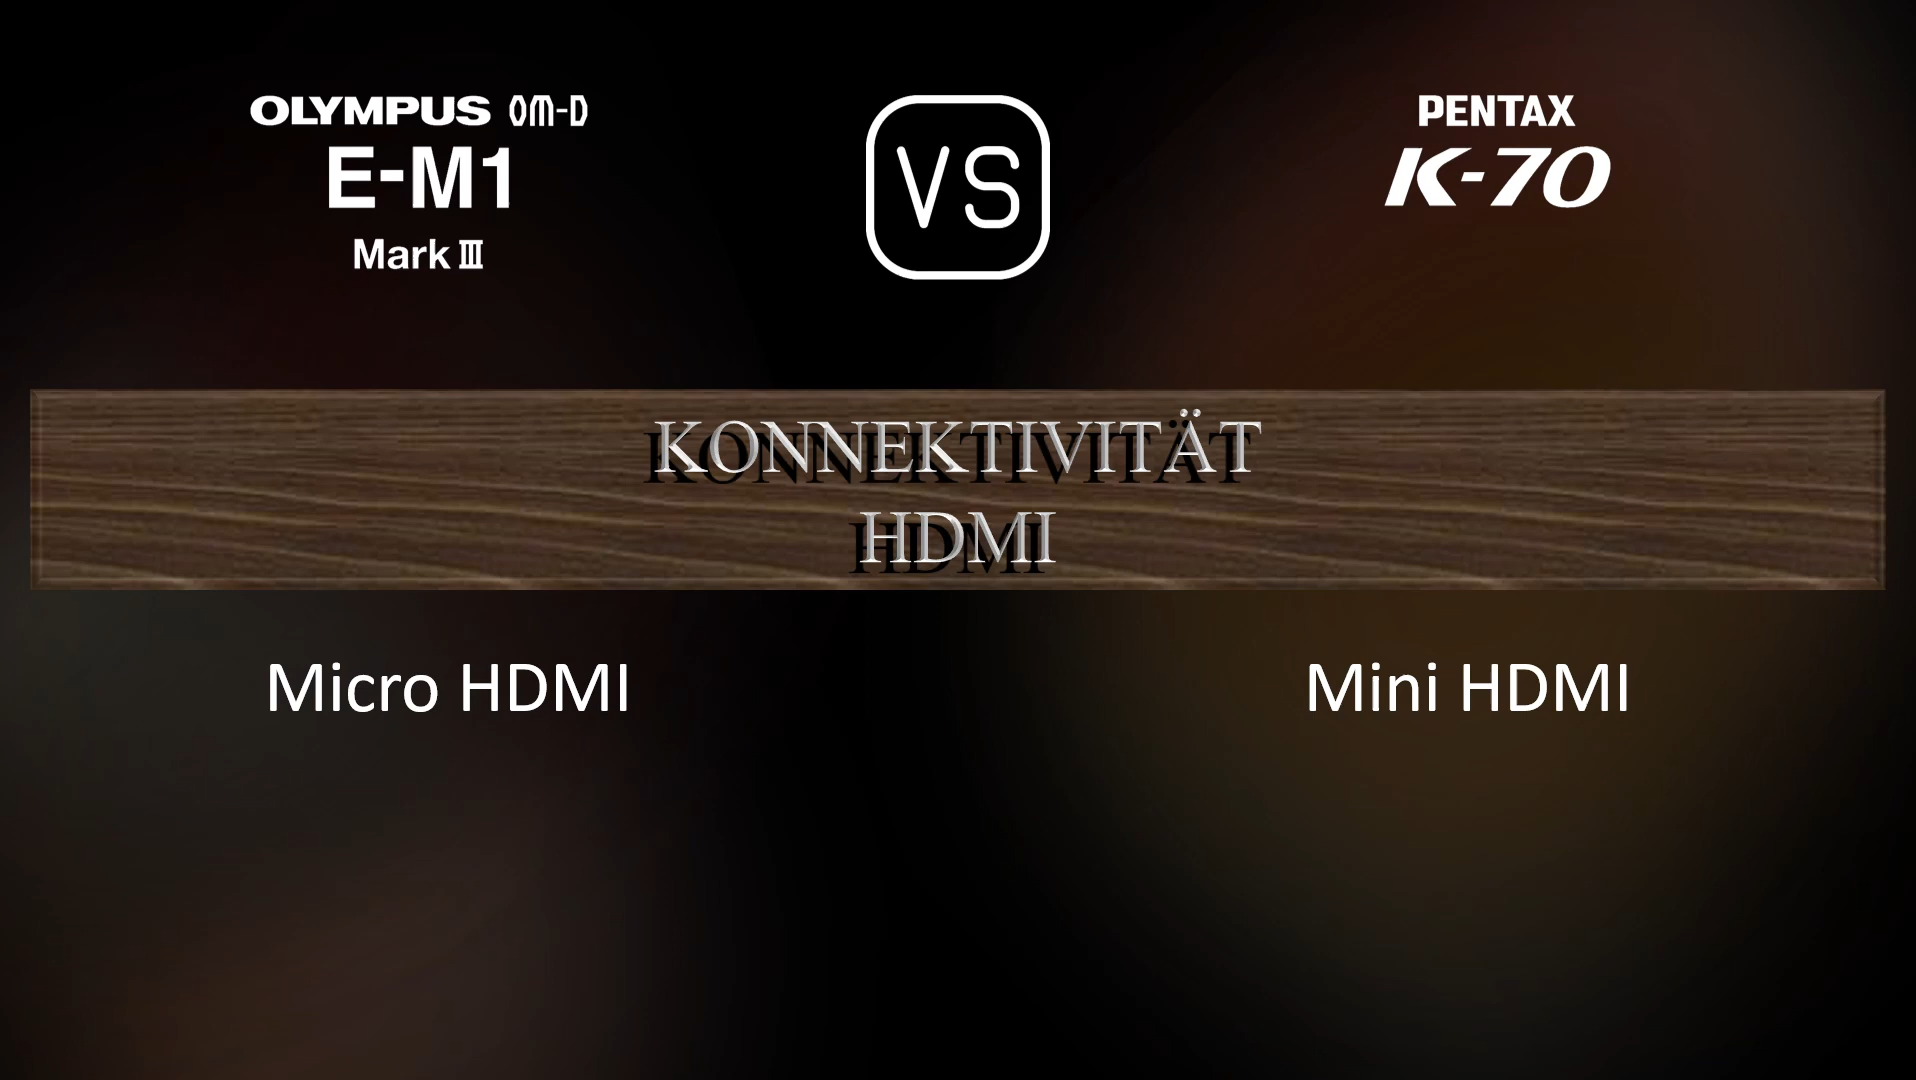 OLYMPUS OM-D
E-M1
Mark III
VS
PENTAX
K-70
KONNEKTIVITÄT
HDMI
Micro HDMI
Mini HDMI